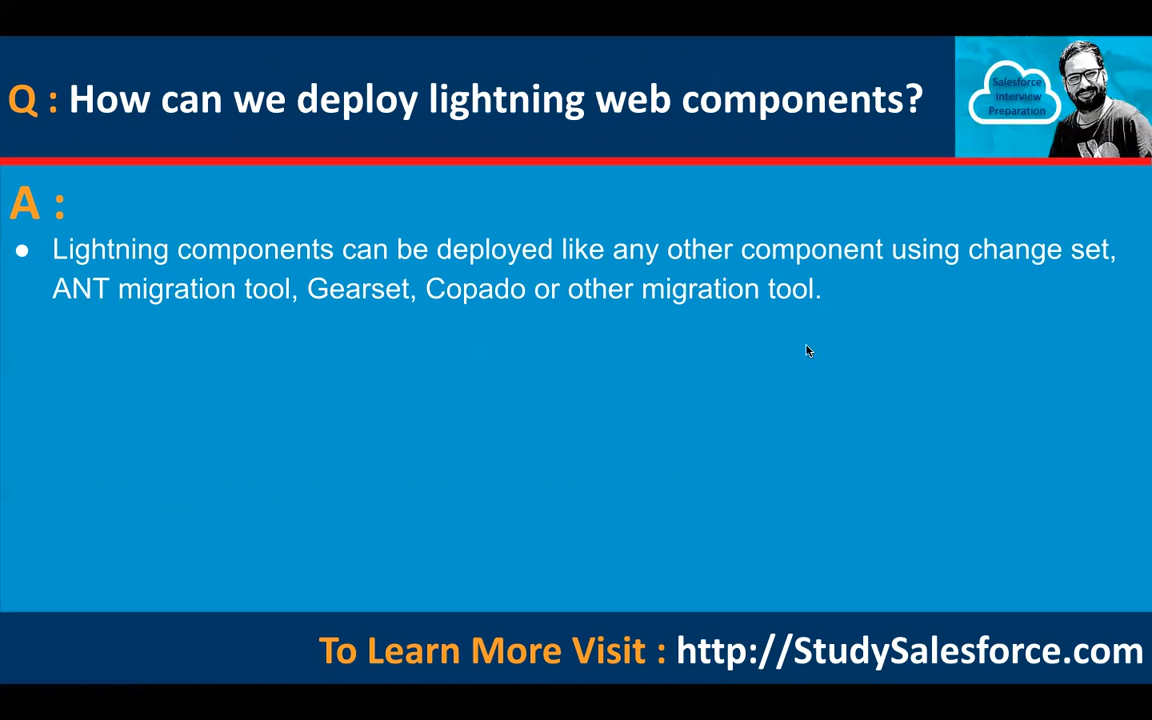 Q : How can we deploy lightning web components?
Salesforce
Interview
Preparation
A :
● Lightning components can be deployed like any other component using change set,
ANT migration tool, Gearset, Copado or other migration tool.
To Learn More Visit : http://StudySalesforce.com